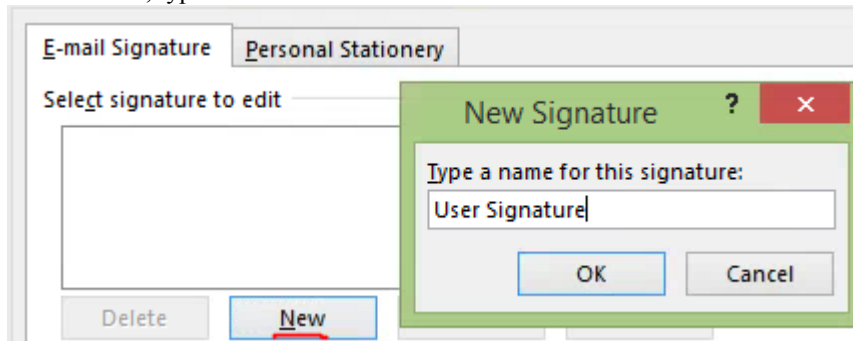 E-mail Signature Personal Stationery
Select signature to edit
New Signature ?
Type a name for this signature:
User Signature
OK Cancel
Delete New